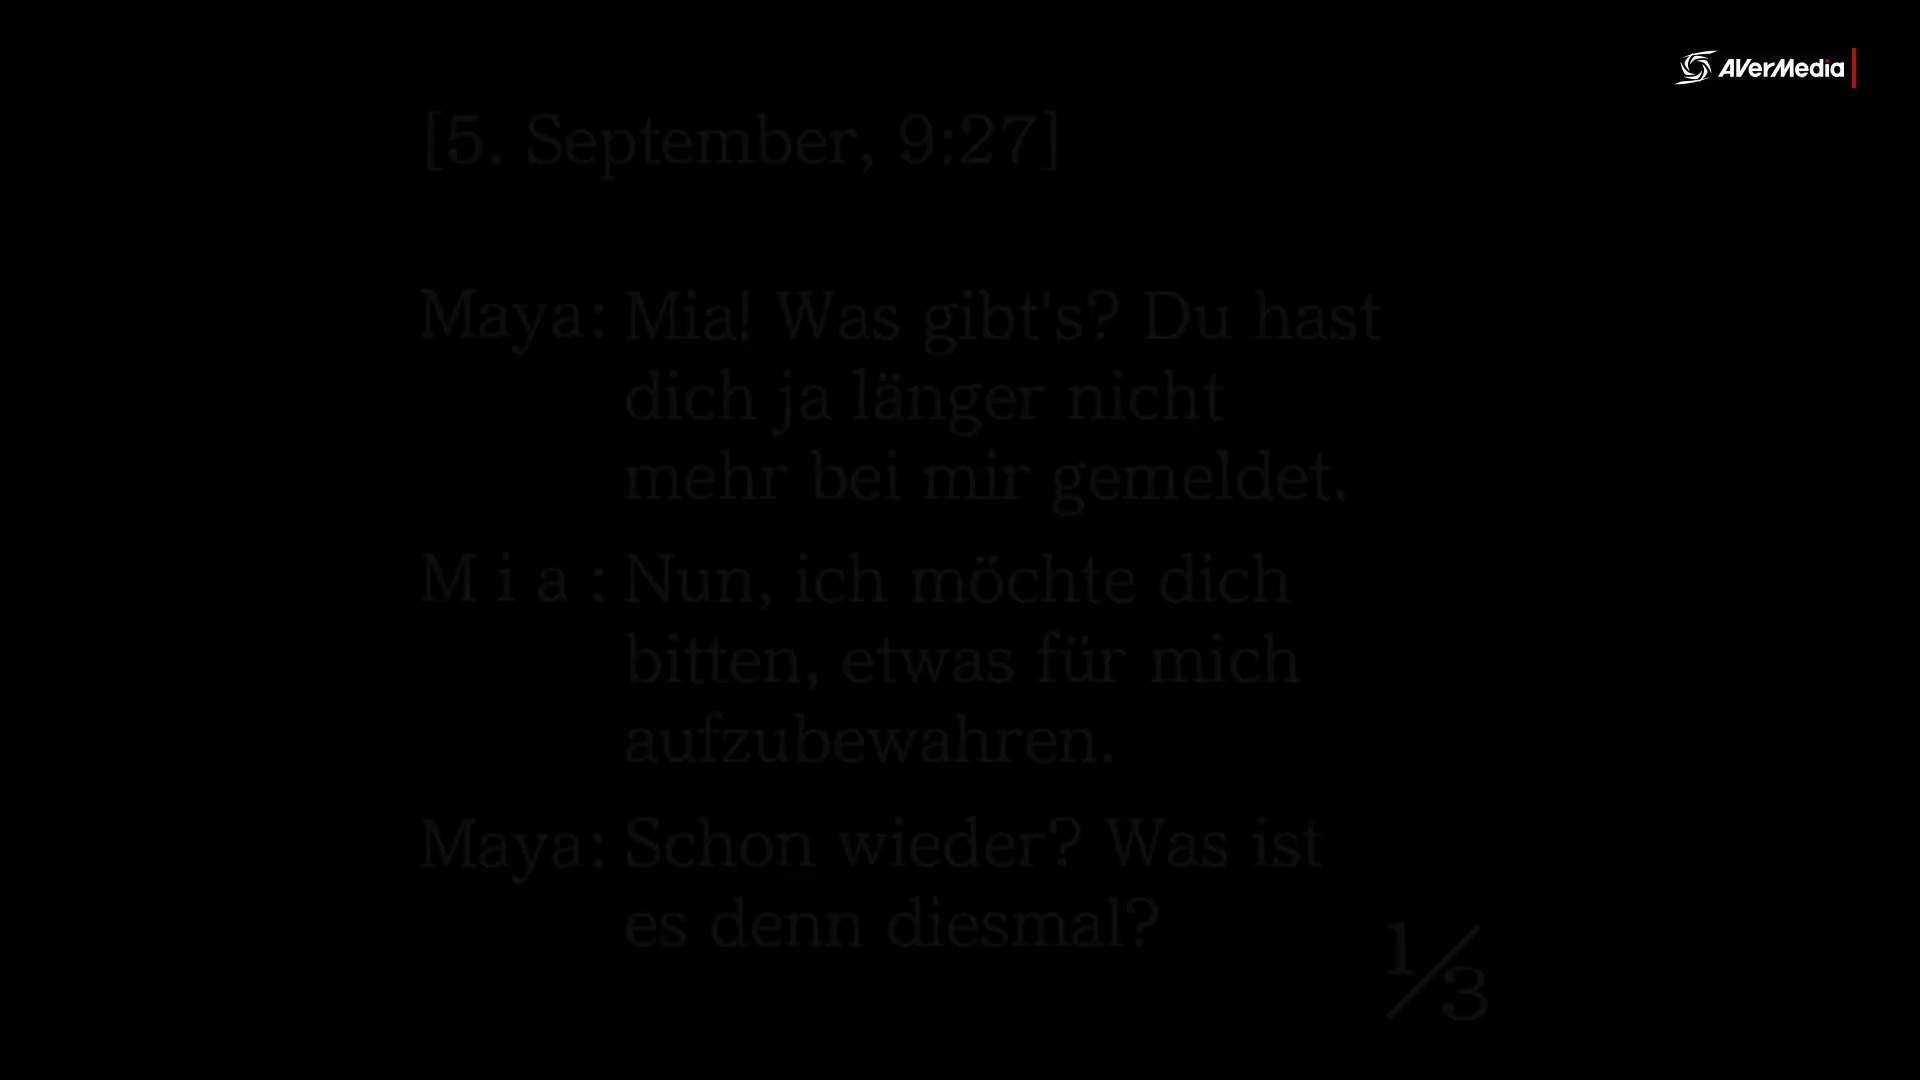 AVerMedia
[5. September, 9:27]
Maya: Mia! Was gibt's? Du hast
dich ja länger nicht
mehr bei mir gemeldet.
Mia: Nun, ich möchte dich
bitten, etwas für mich
aufzubewahren.
Maya: Schon wieder? Was ist
es denn diesmal?
1/3